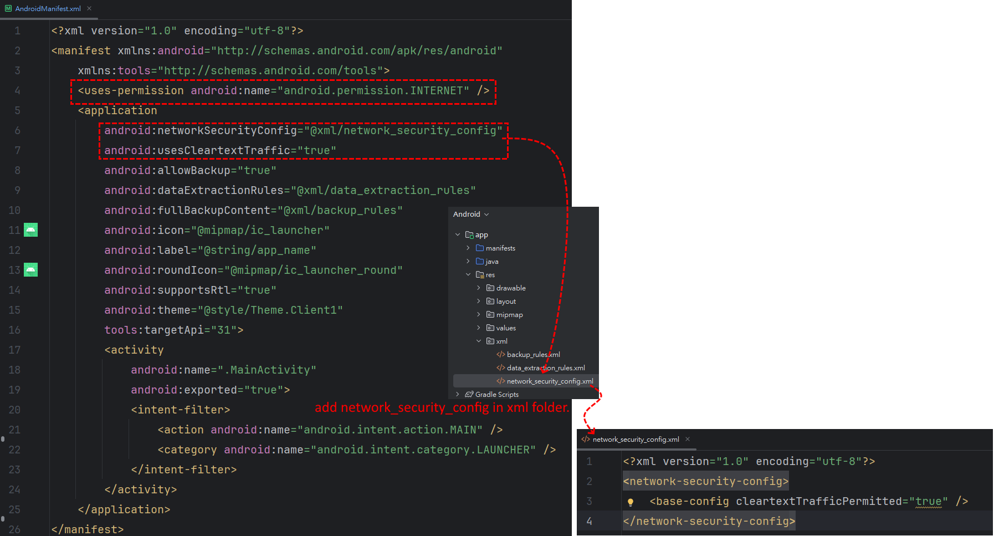 AndroidManifest.xml
1 <?xml version="1.0" encoding="utf-8"?>
2 <manifest xmlns:android="http://schemas.android.com/apk/res/android"
3 xmlns:tools="http://schemas.android.com/tools">
4 <uses-permission android:name="android.permission.INTERNET" />
5 <application
6 android:networkSecurityConfig="@xml/network_security_config"
7 android:usesCleartextTraffic="true"
8 android:allowBackup="true"
9 android:dataExtractionRules="@xml/data_extraction_rules"
10 android:fullBackupContent="@xml/backup_rules"
11 android:icon="@mipmap/ic_launcher"
12 android:label="@string/app_name"
13 android:roundIcon="@mipmap/ic_launcher_round"
14 android:supportsRtl="true"
15 android:theme="@style/Theme.Client1"
16 tools:targetApi="31">
17 <activity
18 android:name=".MainActivity"
19 android:exported="true">
20 <intent-filter>
21 <action android:name="android.intent.action.MAIN" />
22 <category android:name="android.intent.category.LAUNCHER" />
23 </intent-filter>
24 </activity>
25 </application>
26 </manifest>
Android
app
manifests
java
res
drawable
layout
mipmap
values
xml
backup_rules.xml
data_extraction_rules.xml
network_security_config.xml
Gradle Scripts
add network_security_config in xml folder.
network_security_config.xml
1 <?xml version="1.0" encoding="utf-8"?>
2 <network-security-config>
3 <base-config cleartextTrafficPermitted="true" />
4 </network-security-config>